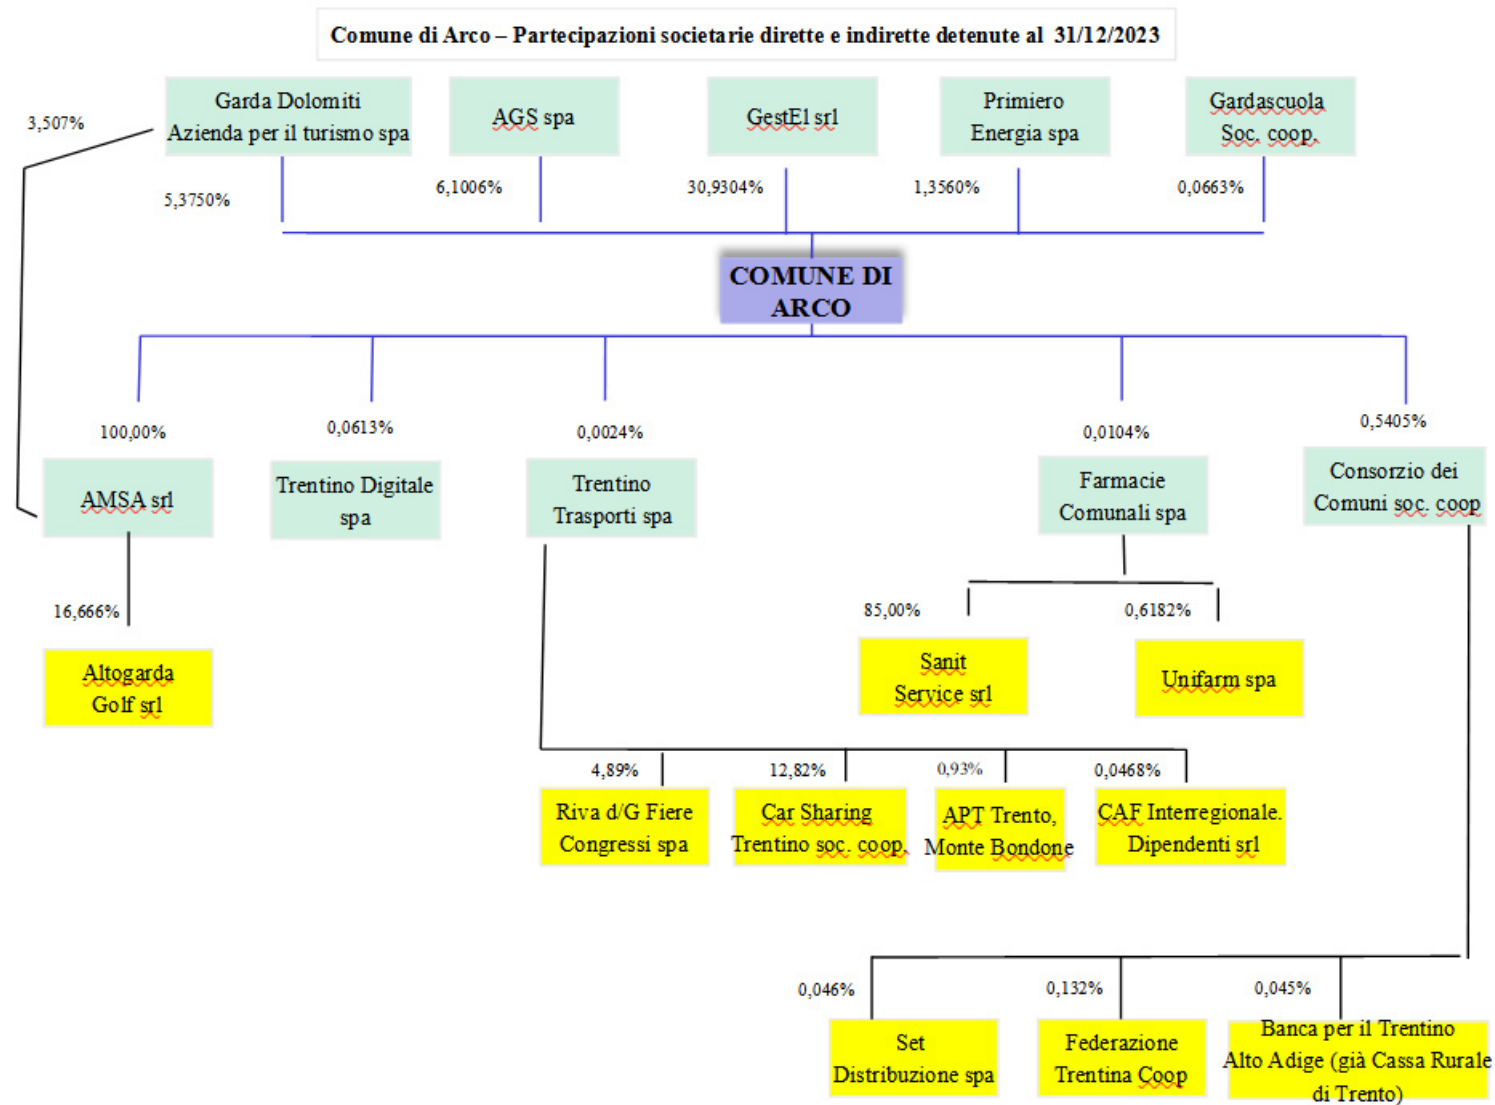 Comune di Arco – Partecipazioni societarie dirette e indirette detenute al 31/12/2023
3,507%
Garda Dolomiti
Azienda per il turismo spa
AGS spa
GestEl srl
Primiero
Energia spa
Gardascuola
Soc. coop.
5,3750%
6,1006%
30,9304%
1,3560%
0,0663%
COMUNE DI
ARCO
100,00%
0,0613%
0,0024%
0,0104%
0,5405%
AMSA srl
Trentino Digitale
spa
Trentino
Trasporti spa
Farmacie
Comunali spa
Consorzio dei
Comuni soc. coop
16,666%
85,00%
0,6182%
Altogarda
Golf srl
Sanit
Service srl
Unifarm spa
4,89%
12,82%
0,93%
0,0468%
Riva d/G Fiere
Congressi spa
Car Sharing
Trentino soc. coop.
APT Trento,
Monte Bondone
CAF Interregionale.
Dipendenti srl
0,046%
0,132%
0,045%
Set
Distribuzione spa
Federazione
Trentina Coop
Banca per il Trentino
Alto Adige (già Cassa Rurale
di Trento)